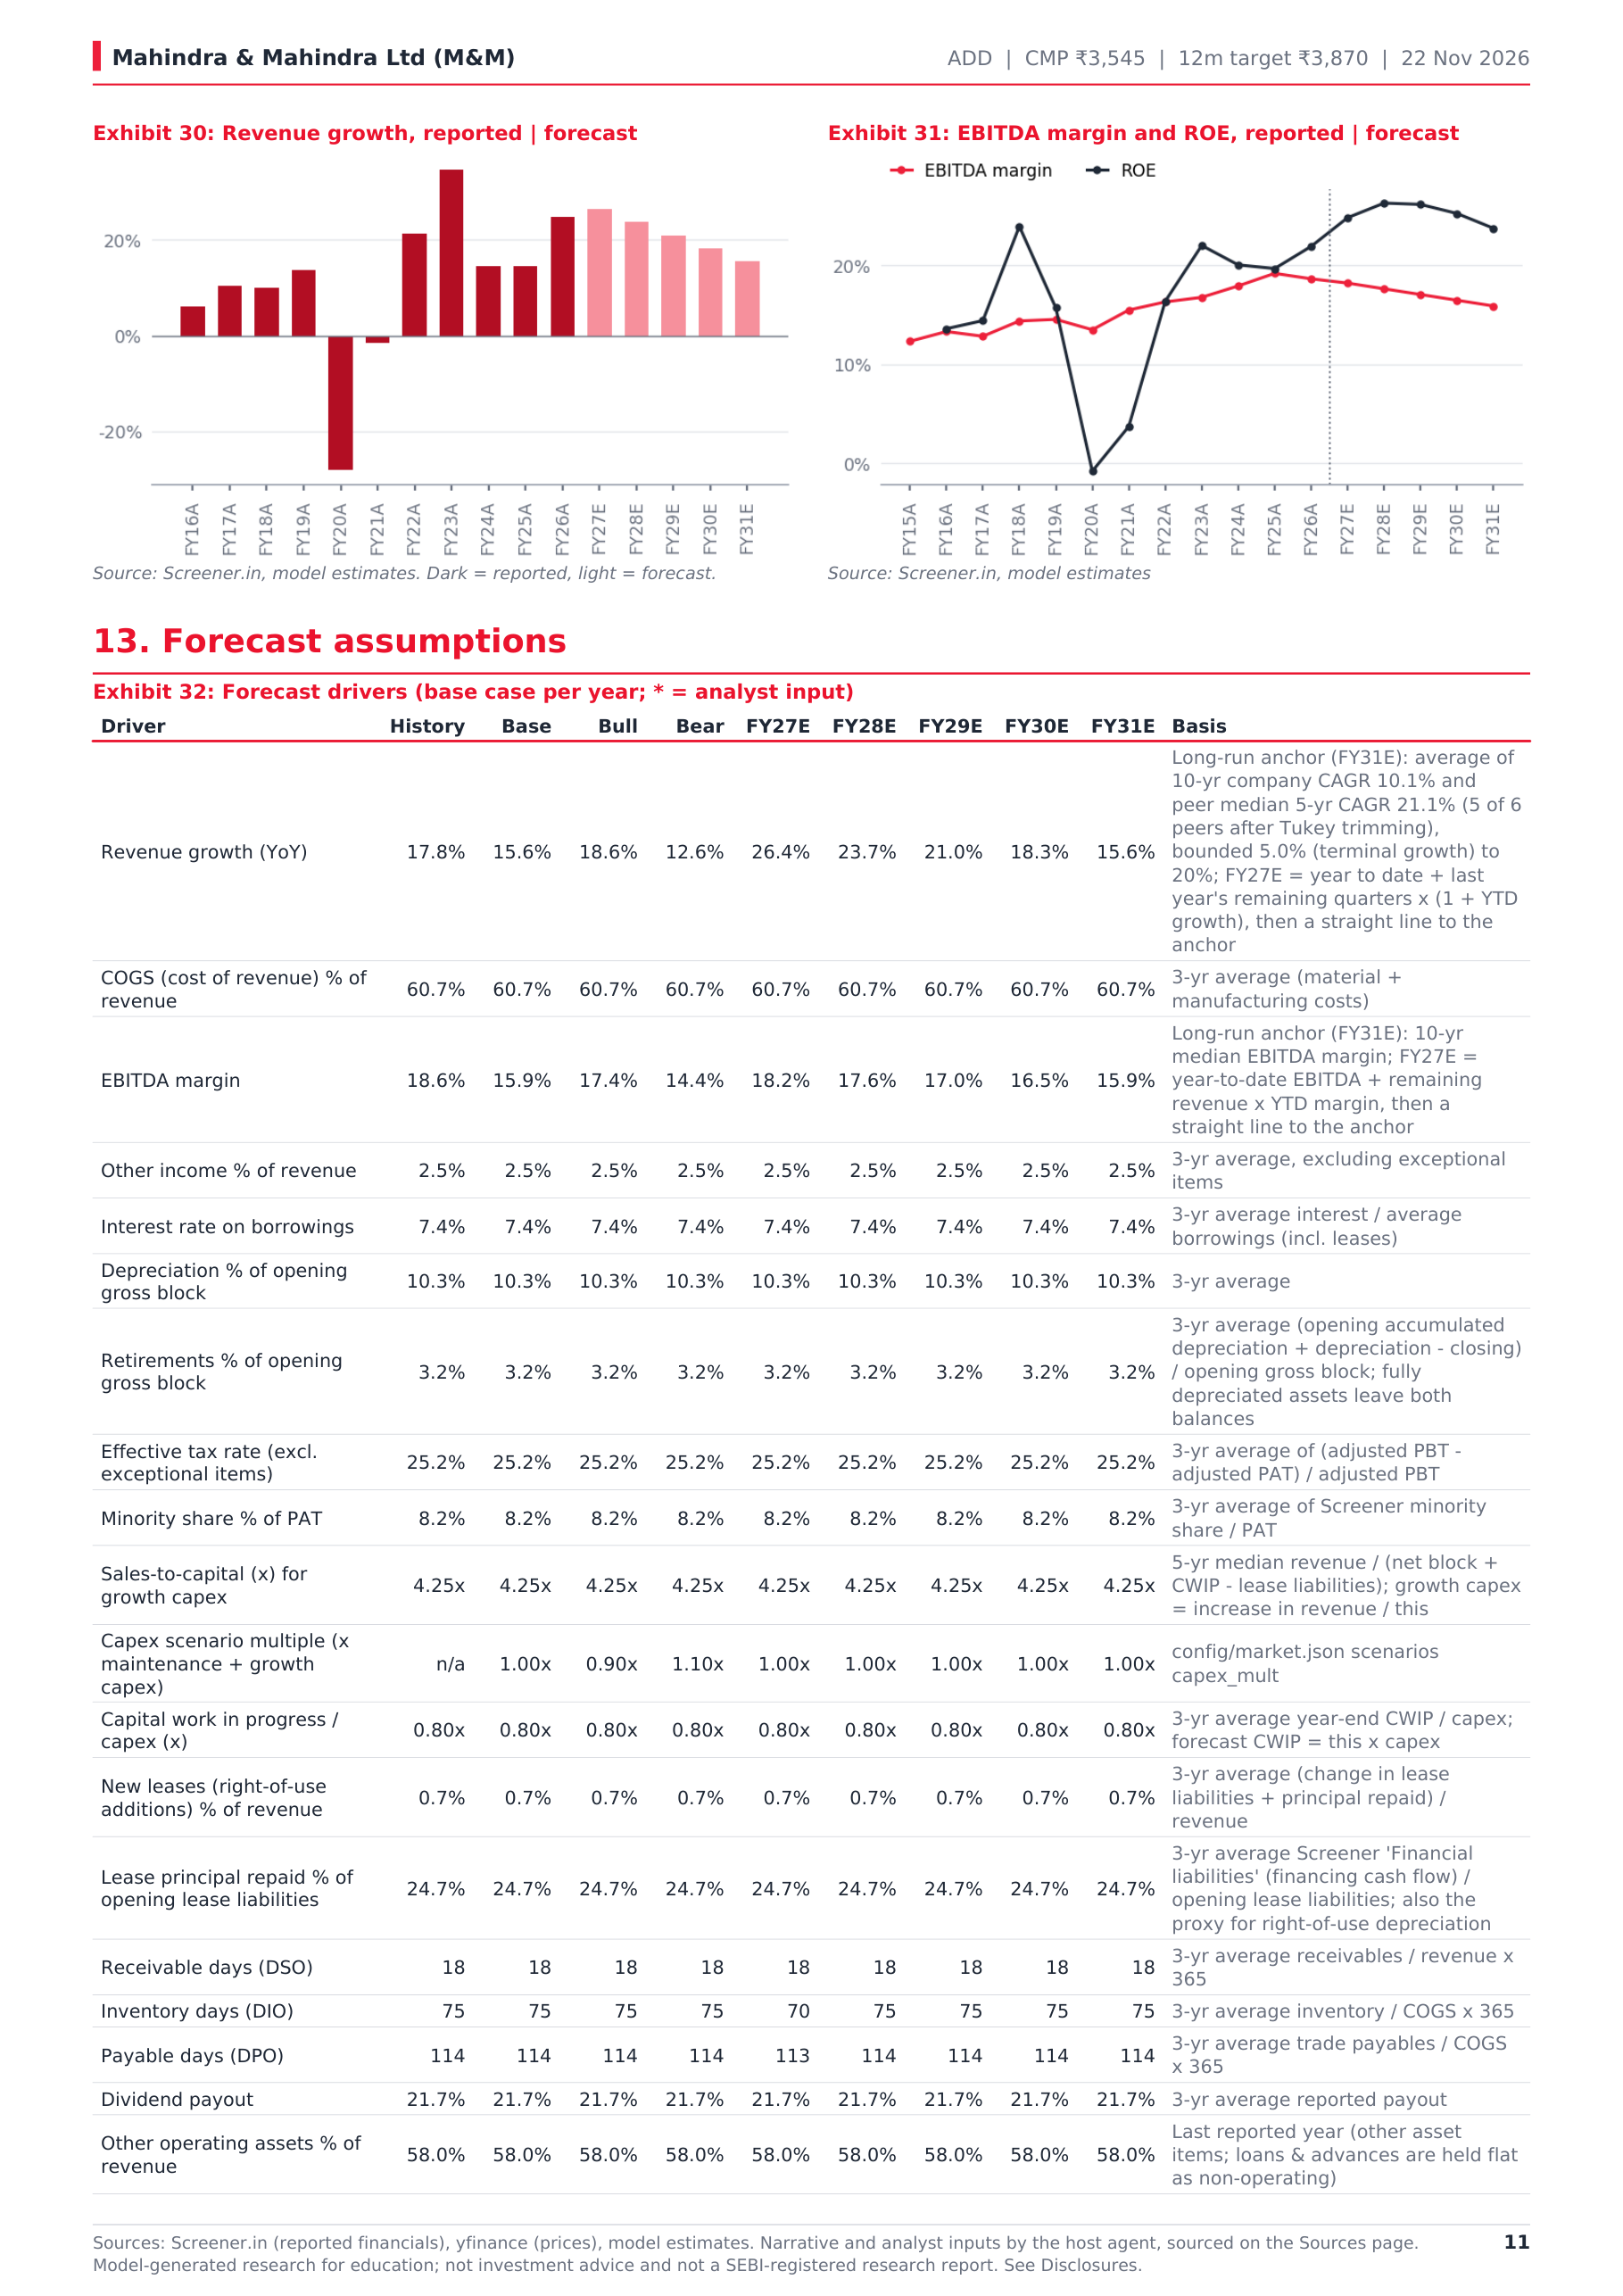 Mahindra & Mahindra Ltd (M&M)
ADD | CMP ₹3,545 | 12m target ₹3,870 | 22 Nov 2026
Exhibit 30: Revenue growth, reported | forecast
20%
0%
-20%
FY16A FY17A FY18A FY19A FY20A FY21A FY22A FY23A FY24A FY25A FY26A FY27E FY28E FY29E FY30E FY31E
Source: Screener.in, model estimates. Dark = reported, light = forecast.
Exhibit 31: EBITDA margin and ROE, reported | forecast
EBITDA margin ROE
20%
10%
0%
FY15A FY16A FY17A FY18A FY19A FY20A FY21A FY22A FY23A FY24A FY25A FY26A FY27E FY28E FY29E FY30E FY31E
Source: Screener.in, model estimates
13. Forecast assumptions
Exhibit 32: Forecast drivers (base case per year; * = analyst input)
Driver History Base Bull Bear FY27E FY28E FY29E FY30E FY31E Basis
Revenue growth (YoY) 17.8% 15.6% 18.6% 12.6% 26.4% 23.7% 21.0% 18.3% 15.6%
Long-run anchor (FY31E): average of
10-yr company CAGR 10.1% and
peer median 5-yr CAGR 21.1% (5 of 6
peers after Tukey trimming),
bounded 5.0% (terminal growth) to
20%; FY27E = year to date + last
year's remaining quarters x (1 + YTD
growth), then a straight line to the
anchor
COGS (cost of revenue) % of
revenue
60.7% 60.7% 60.7% 60.7% 60.7% 60.7% 60.7% 60.7% 60.7%
3-yr average (material +
manufacturing costs)
EBITDA margin 18.6% 15.9% 17.4% 14.4% 18.2% 17.6% 17.0% 16.5% 15.9%
Long-run anchor (FY31E): 10-yr
median EBITDA margin; FY27E =
year-to-date EBITDA + remaining
revenue x YTD margin, then a
straight line to the anchor
Other income % of revenue 2.5% 2.5% 2.5% 2.5% 2.5% 2.5% 2.5% 2.5% 2.5%
3-yr average, excluding exceptional
items
Interest rate on borrowings 7.4% 7.4% 7.4% 7.4% 7.4% 7.4% 7.4% 7.4% 7.4%
3-yr average interest / average
borrowings (incl. leases)
Depreciation % of opening
gross block
10.3% 10.3% 10.3% 10.3% 10.3% 10.3% 10.3% 10.3% 10.3%
3-yr average
Retirements % of opening
gross block
3.2% 3.2% 3.2% 3.2% 3.2% 3.2% 3.2% 3.2% 3.2%
3-yr average (opening accumulated
depreciation + depreciation - closing)
/ opening gross block; fully
depreciated assets leave both
balances
Effective tax rate (excl.
exceptional items)
25.2% 25.2% 25.2% 25.2% 25.2% 25.2% 25.2% 25.2% 25.2%
3-yr average of (adjusted PBT -
adjusted PAT) / adjusted PBT
Minority share % of PAT 8.2% 8.2% 8.2% 8.2% 8.2% 8.2% 8.2% 8.2% 8.2%
3-yr average of Screener minority
share / PAT
Sales-to-capital (x) for
growth capex
4.25x 4.25x 4.25x 4.25x 4.25x 4.25x 4.25x 4.25x 4.25x
5-yr median revenue / (net block +
CWIP - lease liabilities); growth capex
= increase in revenue / this
Capex scenario multiple (x
maintenance + growth
capex)
n/a 1.00x 0.90x 1.10x 1.00x 1.00x 1.00x 1.00x 1.00x
config/market.json scenarios
capex_mult
Capital work in progress /
capex (x)
0.80x 0.80x 0.80x 0.80x 0.80x 0.80x 0.80x 0.80x 0.80x
3-yr average year-end CWIP / capex;
forecast CWIP = this x capex
New leases (right-of-use
additions) % of revenue
0.7% 0.7% 0.7% 0.7% 0.7% 0.7% 0.7% 0.7% 0.7%
3-yr average (change in lease
liabilities + principal repaid) /
revenue
Lease principal repaid % of
opening lease liabilities
24.7% 24.7% 24.7% 24.7% 24.7% 24.7% 24.7% 24.7% 24.7%
3-yr average Screener 'Financial
liabilities' (financing cash flow) /
opening lease liabilities; also the
proxy for right-of-use depreciation
Receivable days (DSO) 18 18 18 18 18 18 18 18 18
3-yr average receivables / revenue x
365
Inventory days (DIO) 75 75 75 75 70 75 75 75 75 3-yr average inventory / COGS x 365
Payable days (DPO) 114 114 114 114 113 114 114 114 114
3-yr average trade payables / COGS
x 365
Dividend payout 21.7% 21.7% 21.7% 21.7% 21.7% 21.7% 21.7% 21.7% 21.7% 3-yr average reported payout
Other operating assets % of
revenue
58.0% 58.0% 58.0% 58.0% 58.0% 58.0% 58.0% 58.0% 58.0%
Last reported year (other asset
items; loans & advances are held flat
as non-operating)
Sources: Screener.in (reported financials), yfinance (prices), model estimates. Narrative and analyst inputs by the host agent, sourced on the Sources page. 11
Model-generated research for education; not investment advice and not a SEBI-registered research report. See Disclosures.